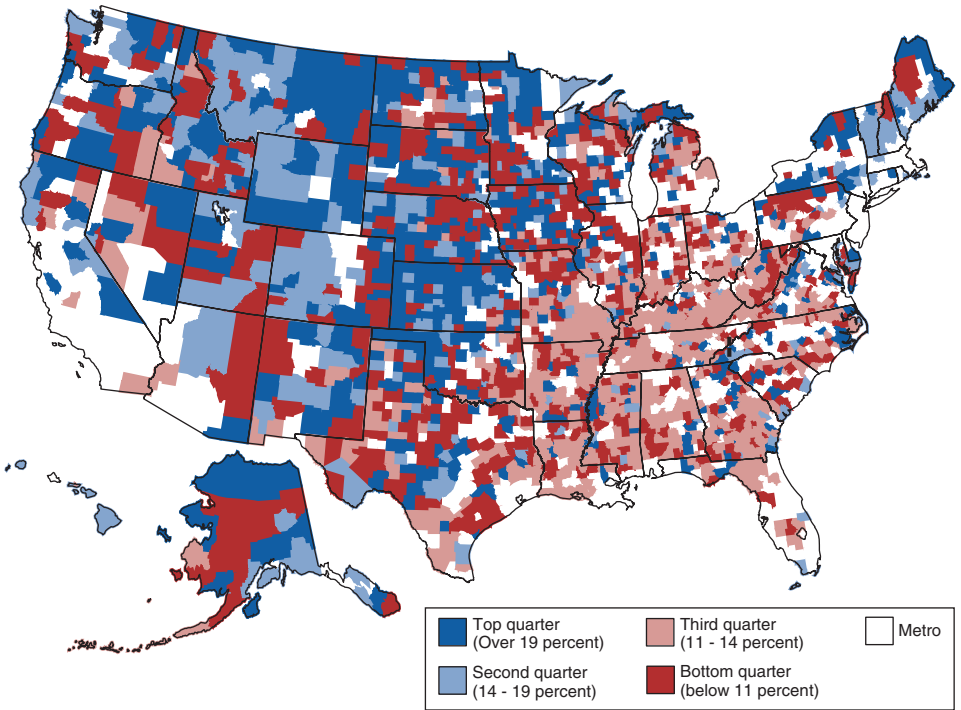 Top quarter
(Over 19 percent)
Second quarter
(14 - 19 percent)
Third quarter
(11 - 14 percent)
Bottom quarter
(below 11 percent)
Metro